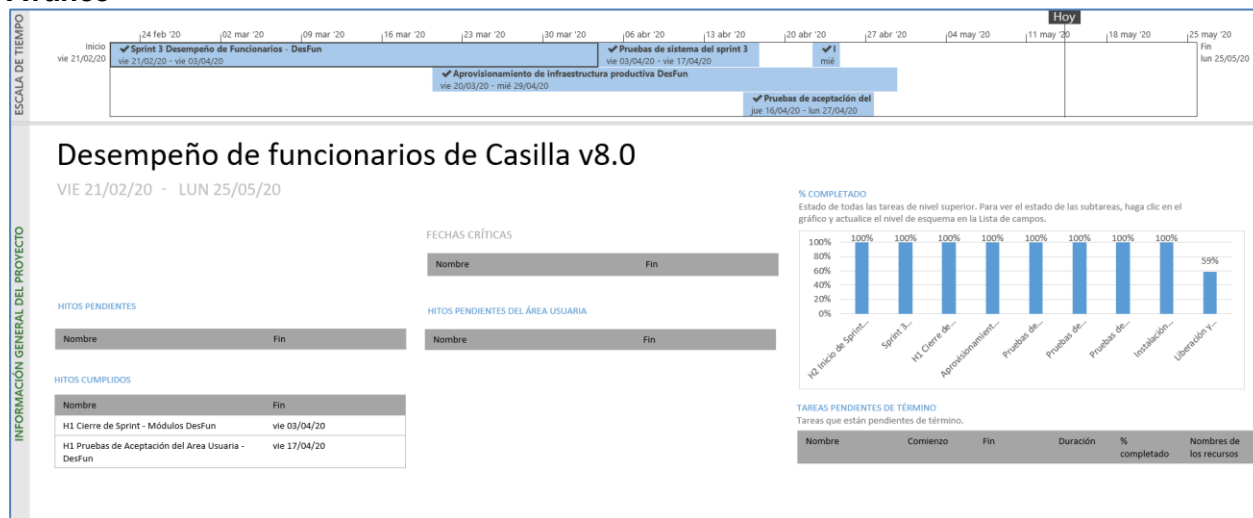 ESCALA DE TIEMPO
Hoy
24 feb '20
02 mar '20
09 mar '20
16 mar '20
23 mar '20
30 mar '20
06 abr '20
13 abr '20
20 abr '20
27 abr '20
04 may '20
11 may '20
18 may '20
25 may '20
Inicio
vie 21/02/20
Sprint 3 Desempeño de Funcionarios - DesFun
vie 21/02/20 - vie 03/04/20
Pruebas de sistema del sprint 3
vie 03/04/20 - vie 17/04/20
mié
Fin
lun 25/05/20
Aprovisionamiento de infraestructura productiva DesFun
vie 20/03/20 - mié 29/04/20
Pruebas de aceptación del
jue 16/04/20 - lun 27/04/20
INFORMACIÓN GENERAL DEL PROYECTO
Desempeño de funcionarios de Casilla v8.0
VIE 21/02/20 - LUN 25/05/20
FECHAS CRÍTICAS
Nombre Fin
HITOS PENDIENTES
Nombre Fin
HITOS PENDIENTES DEL ÁREA USUARIA
Nombre Fin
HITOS CUMPLIDOS
Nombre Fin
H1 Cierre de Sprint - Módulos DesFun vie 03/04/20
H1 Pruebas de Aceptación del Area Usuaria - vie 17/04/20
DesFun
% COMPLETADO
Estado de todas las tareas de nivel superior. Para ver el estado de las subtareas, haga clic en el
gráfico y actualice el nivel de esquema en la Lista de campos.
100%
80%
60%
40%
20%
0%
100% 100% 100% 100% 100% 100% 100% 100% 59%
H2 Inicio de Sprint...
Sprint 3...
H1 Cierre de...
Aprovisionamient...
Pruebas de...
Pruebas de...
Pruebas de...
Instalación...
Liberación y...
TAREAS PENDIENTES DE TÉRMINO
Tareas que están pendientes de término.
Nombre Comienzo Fin Duración % completado Nombres de los recursos